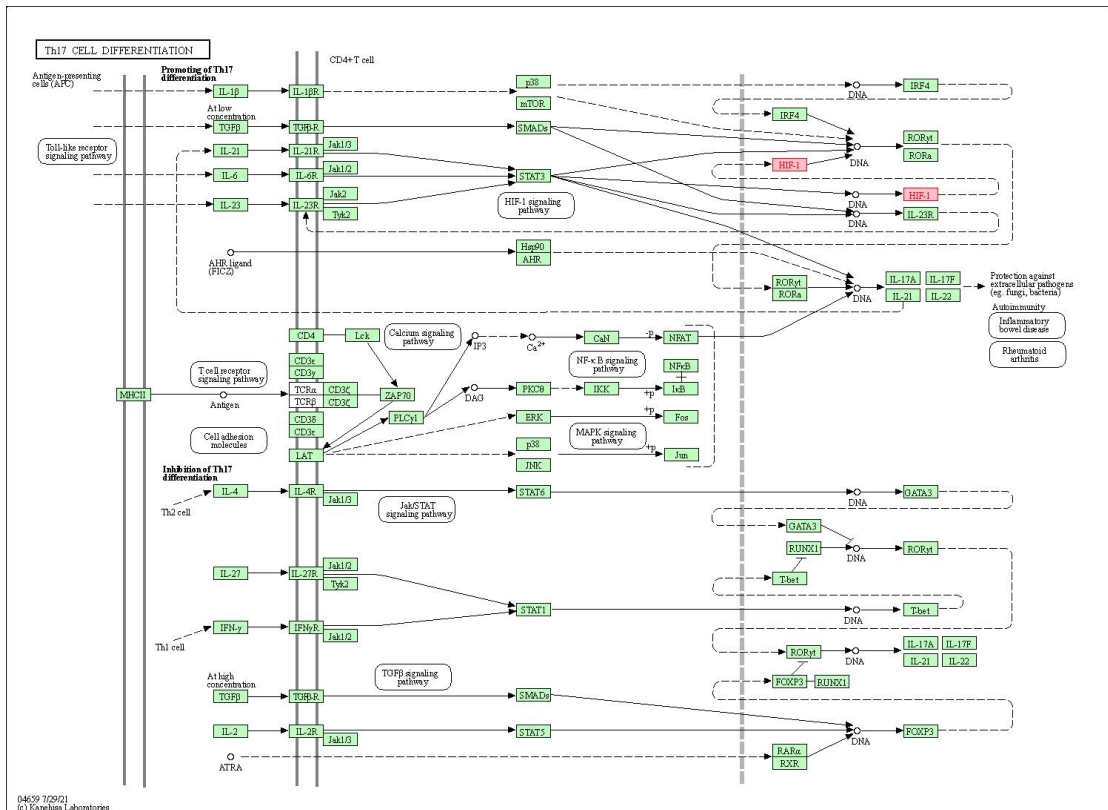 Th17 CELL DIFFERENTIATION
CD4+ T cell
Antigen-presenting
cells (APC)
Promoting of Th17
differentiation
IL-1β
IL-1βR
p38
mTOR
DNA
IRF4
IRF4
At low
concentration
TGFβ
TGFβ-R
SMADs
RORγt
RORα
DNA
Toll-like receptor
signaling pathway
IL-21
IL-21R
Jak1/3
IL-6
IL-6R
Jak1/2
STAT3
HIF-1
HIF-1
DNA
IL-23
IL-23R
Jak2
Tyk2
HIF-1 signaling
pathway
IL-23R
DNA
AHR ligand
(FICZ)
Hsp90
AHR
RORγt
RORα
DNA
IL-17A
IL-17F
IL-21
IL-22
Protection against
extracellular pathogens
(eg. fungi, bacteria)
Autoimmunity
Inflammatory
bowel disease
Rheumatoid
arthritis
CD4
Lck
Calcium signaling
pathway
IP3
Ca2+
CaN
-p
NFAT
CD3ε
CD3γ
NF-κB signaling
pathway
NFκB
T cell receptor
signaling pathway
MHCII
Antigen
TCRα
TCRβ
CD3ζ
CD3ζ
ZAP70
DAG
PKCθ
IKK
+p
IκB
CD3δ
CD3ε
PLCγ1
ERK
+p
Fos
Cell adhesion
molecules
MAPK signaling
pathway
LAT
p38
JNK
+p
Jun
Inhibition of Th17
differentiation
IL-4
IL-4R
Jak1/3
Th2 cell
Jak/STAT
signaling pathway
STAT6
DNA
GATA3
GATA3
RUNX1
DNA
RORγt
T-bet
IL-27
IL-27R
Jak1/2
Tyk2
STAT1
DNA
T-bet
IFN-γ
IFNγR
Jak1/2
Th1 cell
RORγt
DNA
IL-17A
IL-17F
IL-21
IL-22
FOXP3
RUNX1
At high
concentration
TGFβ
TGFβ-R
TGFβ signaling
pathway
SMADs
IL-2
IL-2R
Jak1/3
STAT5
DNA
FOXP3
ATRA
RARα
RXR
04659 7/29/21
(c) Kanehisa Laboratories